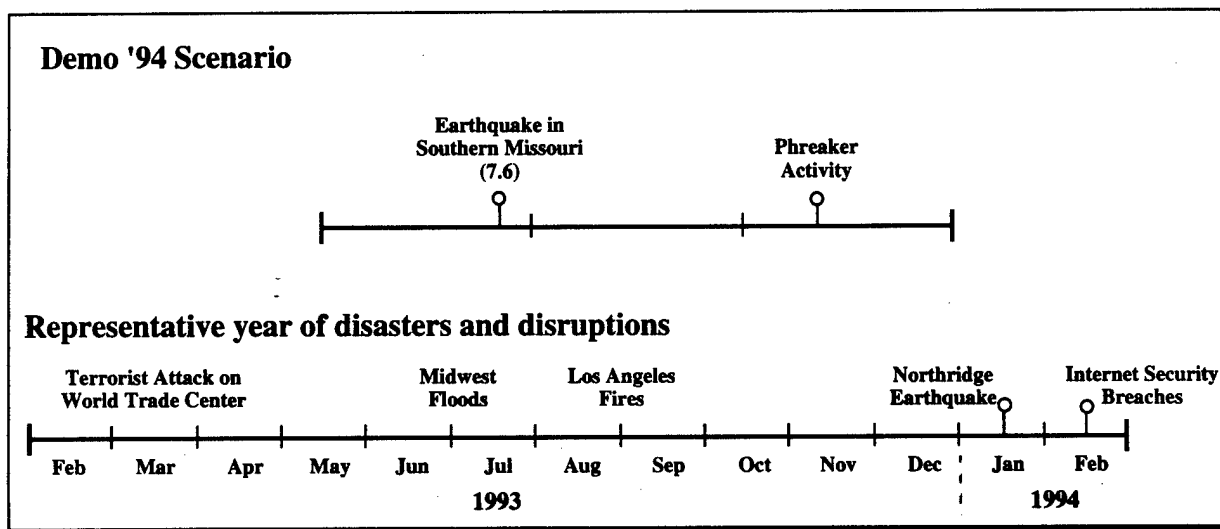 Demo '94 Scenario
Earthquake in
Southern Missouri
(7.6)
Phreaker
Activity
Representative year of disasters and disruptions
Terrorist Attack on
World Trade Center
Midwest
Floods
Los Angeles
Fires
Northridge
Earthquake
Internet Security
Breaches
Feb Mar Apr May Jun Jul Aug Sep Oct Nov Dec Jan Feb
1993 1994